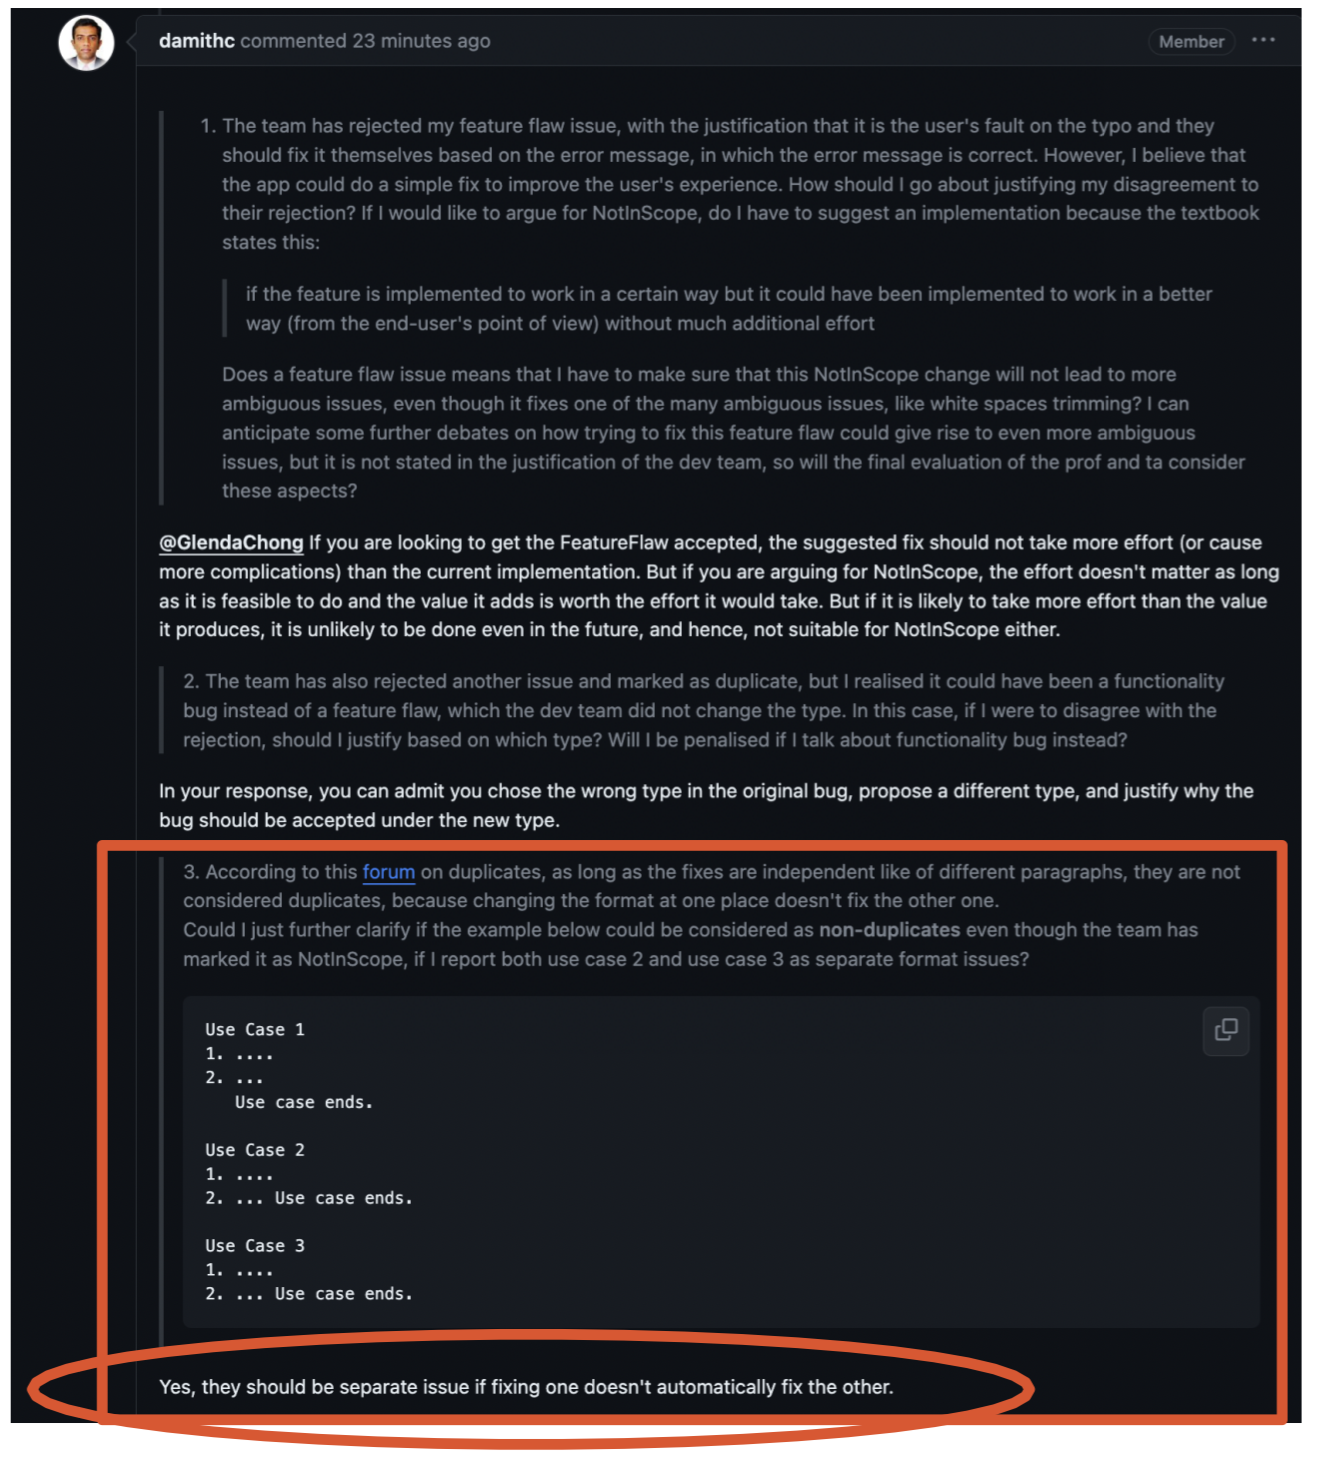 damithc commented 23 minutes ago
Member
1. The team has rejected my feature flaw issue, with the justification that it is the user's fault on the typo and they
should fix it themselves based on the error message, in which the error message is correct. However, I believe that
the app could do a simple fix to improve the user's experience. How should I go about justifying my disagreement to
their rejection? If I would like to argue for NotInScope, do I have to suggest an implementation because the textbook
states this:
if the feature is implemented to work in a certain way but it could have been implemented to work in a better
way (from the end-user's point of view) without much additional effort
Does a feature flaw issue means that I have to make sure that this NotInScope change will not lead to more
ambiguous issues, even though it fixes one of the many ambiguous issues, like white spaces trimming? I can
anticipate some further debates on how trying to fix this feature flaw could give rise to even more ambiguous
issues, but it is not stated in the justification of the dev team, so will the final evaluation of the prof and ta consider
these aspects?
@GlendaChong If you are looking to get the FeatureFlaw accepted, the suggested fix should not take more effort (or cause
more complications) than the current implementation. But if you are arguing for NotInScope, the effort doesn't matter as long
as it is feasible to do and the value it adds is worth the effort it would take. But if it is likely to take more effort than the value
it produces, it is unlikely to be done even in the future, and hence, not suitable for NotInScope either.
2. The team has also rejected another issue and marked as duplicate, but I realised it could have been a functionality
bug instead of a feature flaw, which the dev team did not change the type. In this case, if I were to disagree with the
rejection, should I justify based on which type? Will I be penalised if I talk about functionality bug instead?
In your response, you can admit you chose the wrong type in the original bug, propose a different type, and justify why the
bug should be accepted under the new type.
3. According to this forum on duplicates, as long as the fixes are independent like of different paragraphs, they are not
considered duplicates, because changing the format at one place doesn't fix the other one.
Could I just further clarify if the example below could be considered as non-duplicates even though the team has
marked it as NotInScope, if I report both use case 2 and use case 3 as separate format issues?
Use Case 1
1. ....
2. ...
Use case ends.
Use Case 2
1. ....
2. ... Use case ends.
Use Case 3
1. ....
2. ... Use case ends.
Yes, they should be separate issue if fixing one doesn't automatically fix the other.